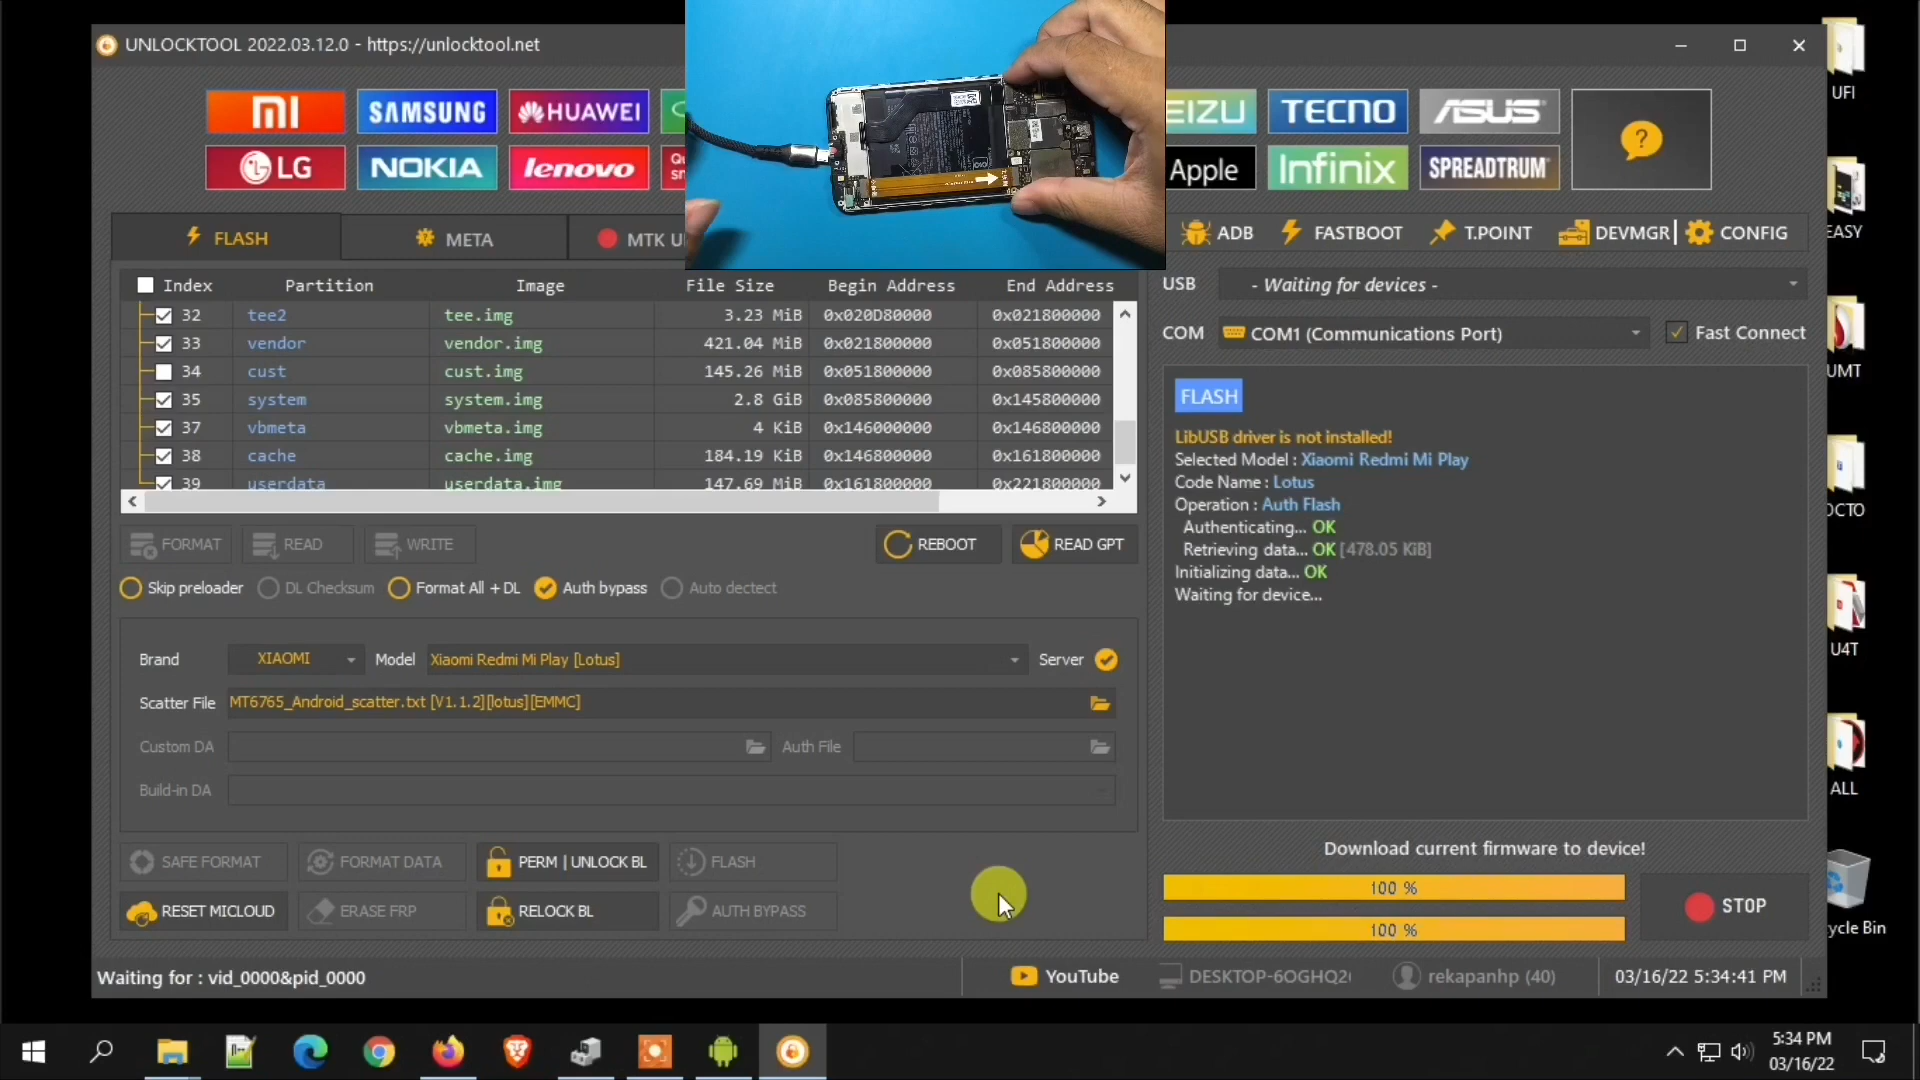 UNLOCKTOOL 2022.03.12.0 - https://unlocktool.net
UFI
mi
SAMSUNG
HUAWEI
EIZU
TECNO
ASUS
?
LG
NOKIA
lenovo
Apple
Infinix
SPREADTRUM
EASY
FLASH
META
MTK U
ADB
FASTBOOT
T.POINT
DEVMGR
CONFIG
Index Partition Image File Size Begin Address End Address
32 tee2 tee.img 3.23 MiB 0x020D80000 0x021800000
33 vendor vendor.img 421.04 MiB 0x021800000 0x051800000
34 cust cust.img 145.26 MiB 0x051800000 0x085800000
35 system system.img 2.8 GiB 0x085800000 0x145800000
37 vbmeta vbmeta.img 4 KiB 0x146000000 0x146800000
38 cache cache.img 184.19 KiB 0x146800000 0x161800000
39 userdata userdata.img 147.69 MiB 0x161800000 0x221800000
USB - Waiting for devices -
COM COM1 (Communications Port) Fast Connect
UMT
FLASH
LibUSB driver is not installed!
Selected Model : Xiaomi Redmi Mi Play
Code Name : Lotus
Operation : Auth Flash
Authenticating... OK
Retrieving data... OK [478.05 KiB]
Initializing data... OK
Waiting for device...
OCTO
U4T
ALL
FORMAT READ WRITE REBOOT READ GPT
Skip preloader DL Checksum Format All + DL Auth bypass Auto dectect
Brand XIAOMI Model Xiaomi Redmi Mi Play [Lotus] Server
Scatter File MT6765_Android_scatter.txt [V1.1.2][lotus][EMMC]
Custom DA Auth File
Build-in DA
SAFE FORMAT FORMAT DATA PERM | UNLOCK BL FLASH
RESET MICLOUD ERASE FRP RELOCK BL AUTH BYPASS
Download current firmware to device!
100 %
100 %
STOP
ycle Bin
Waiting for : vid_0000&pid_0000
YouTube
DESKTOP-6OGHQ2
rekapanhp (40)
03/16/22 5:34:41 PM
5:34 PM
03/16/22